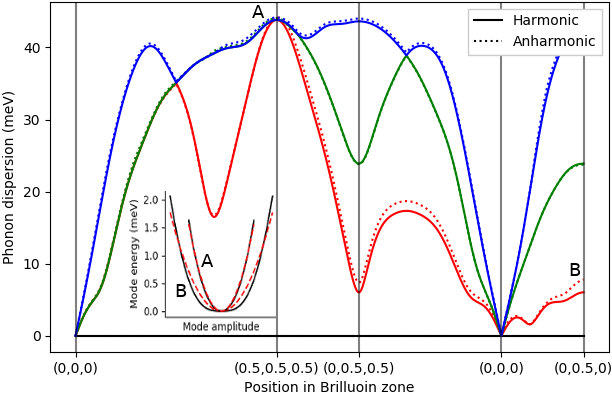 A
Harmonic
Anharmonic
40
30
20
10
0
Phonon dispersion (meV)
2.0
1.5
1.0
0.5
0.0
Mode energy (meV)
A
B
Mode amplitude
B
(0,0,0)
(0.5,0.5,0.5)
(0,0.5,0.5)
(0,0,0)
(0,0.5,0)
Position in Brilluoin zone